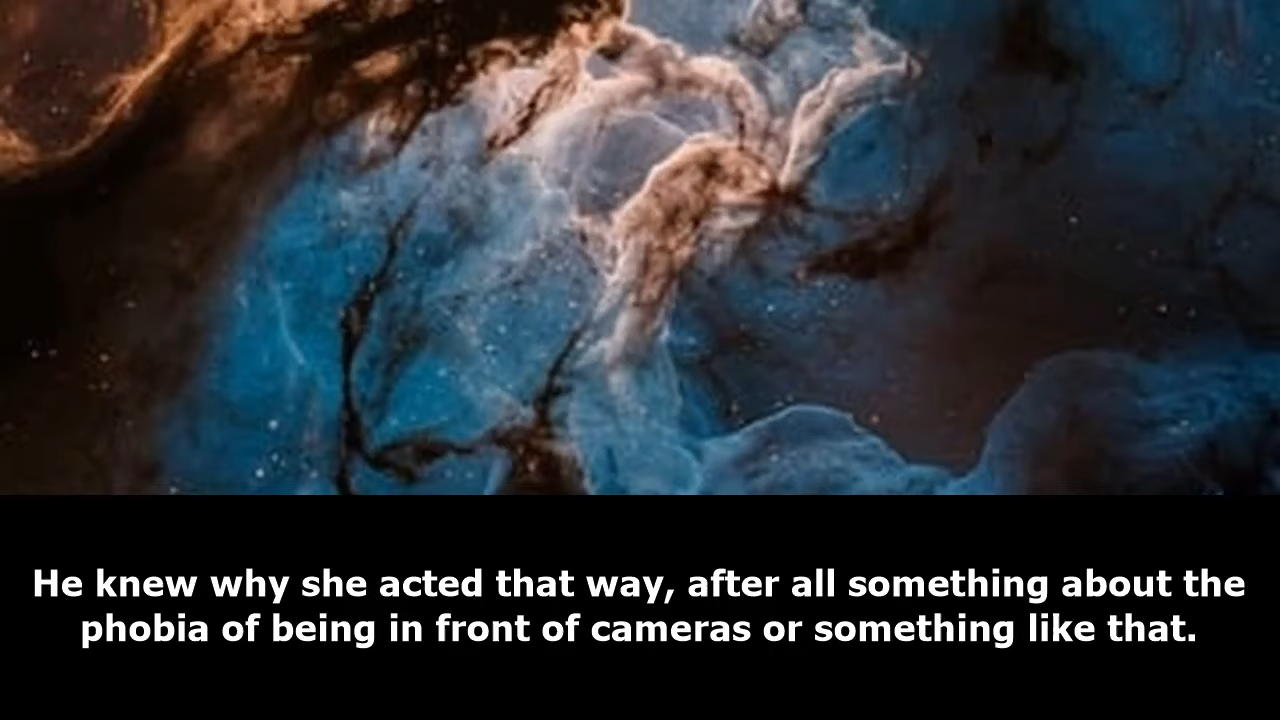 He knew why she acted that way, after all something about the
phobia of being in front of cameras or something like that.